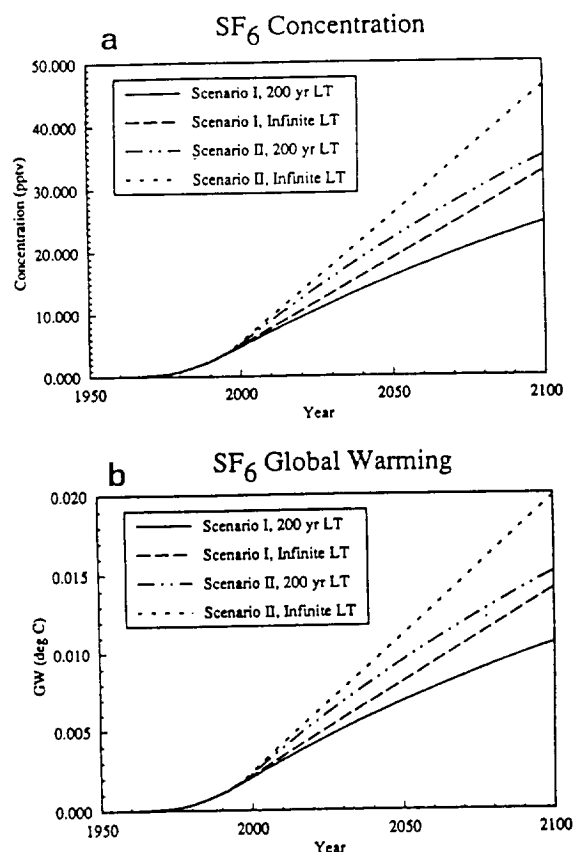 a
SF6 Concentration
50.000
40.000
30.000
20.000
10.000
0.000
Concentration (pptv)
Scenario I, 200 yr LT
Scenario I, Infinite LT
Scenario II, 200 yr LT
Scenario II, Infinite LT
1950
2000
2050
2100
Year
b
SF6 Global Warming
0.020
0.015
0.010
0.005
0.000
GW (deg C)
Scenario I, 200 yr LT
Scenario I, Infinite LT
Scenario II, 200 yr LT
Scenario II, Infinite LT
1950
2000
2050
2100
Year